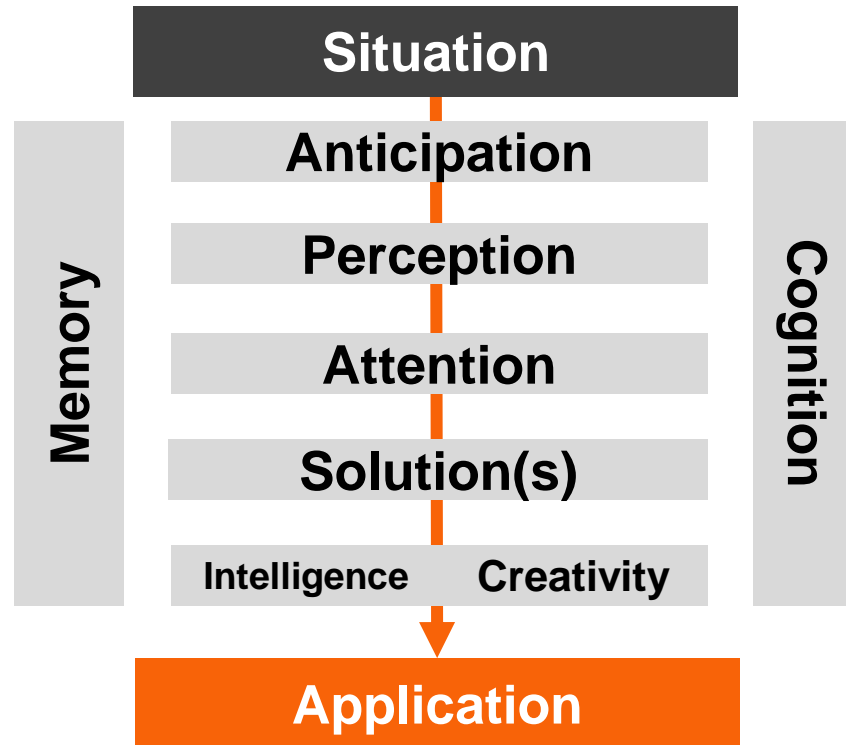 Situation
Anticipation
Perception
Attention
Solution(s)
Intelligence Creativity
Application
Memory
Cognition